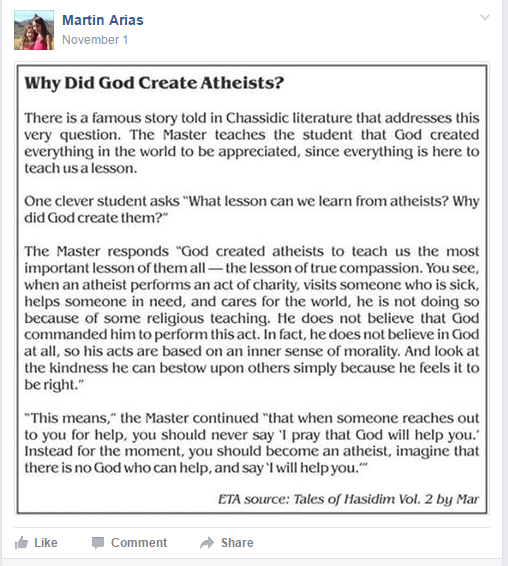 Martin Arias
November 1
Why Did God Create Atheists?
There is a famous story told in Chassidic literature that addresses this
very question. The Master teaches the student that God created
everything in the world to be appreciated, since everything is here to
teach us a lesson.
One clever student asks "What lesson can we learn from atheists? Why
did God create them?"
The Master responds "God created atheists to teach us the most
important lesson of them all — the lesson of true compassion. You see,
when an atheist performs an act of charity, visits someone who is sick,
helps someone in need, and cares for the world, he is not doing so
because of some religious teaching. He does not believe that God
commanded him to perform this act. In fact, he does not believe in God
at all, so his acts are based on an inner sense of morality. And look at
the kindness he can bestow upon others simply because he feels it to
be right."
"This means," the Master continued "that when someone reaches out
to you for help, you should never say 'I pray that God will help you.'
Instead for the moment, you should become an atheist, imagine that
there is no God who can help, and say 'I will help you.'"
ETA source: Tales of Hasidim Vol. 2 by Mar
Like Comment Share